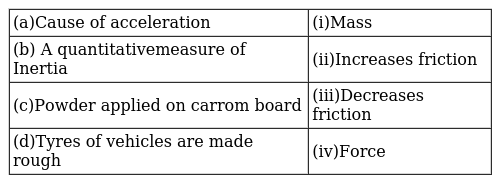 (a)Cause of acceleration
(i)Mass
(b) A quantitativemeasure of
Inertia
(ii)Increases friction
(c)Powder applied on carrom board
(iii)Decreases
friction
(d)Tyres of vehicles are made
rough
(iv)Force